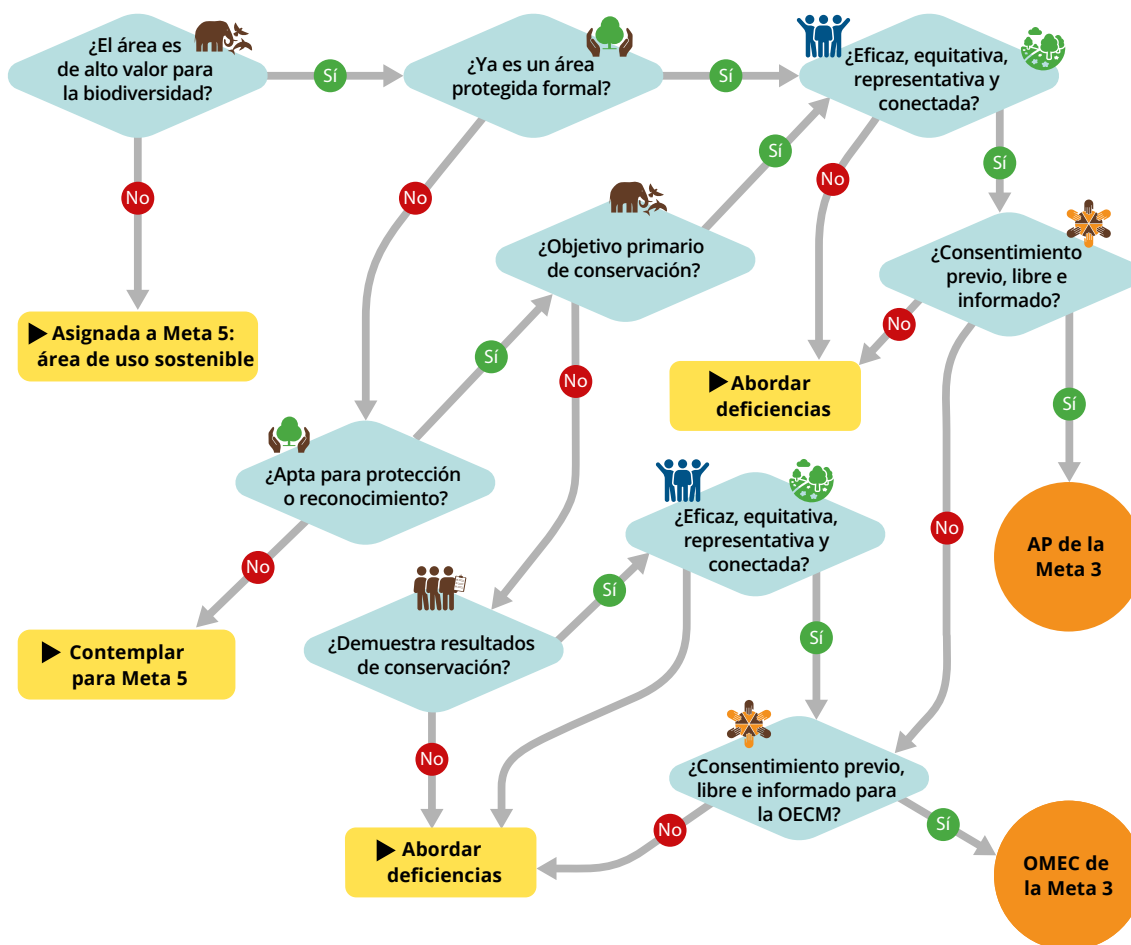 ¿El área es
de alto valor para
la biodiversidad?
Sí
¿Ya es un área
protegida formal?
Sí
¿Eficaz, equitativa,
representativa y
conectada?
No
No
Sí
No
Sí
¿Objetivo primario
de conservación?
¿Consentimiento
previo, libre e
informado?
▶ Asignada a Meta 5:
área de uso sostenible
Sí
No
No
▶ Abordar
deficiencias
Sí
¿Apta para protección
o reconocimiento?
¿Eficaz, equitativa,
representativa y
conectada?
No
AP de la
Meta 3
No
Sí
▶ Contemplar
para Meta 5
¿Demuestra resultados
de conservación?
Sí
No
¿Consentimiento previo,
libre e informado para
la OECM?
No
Sí
▶ Abordar
deficiencias
OMEC de
la Meta 3